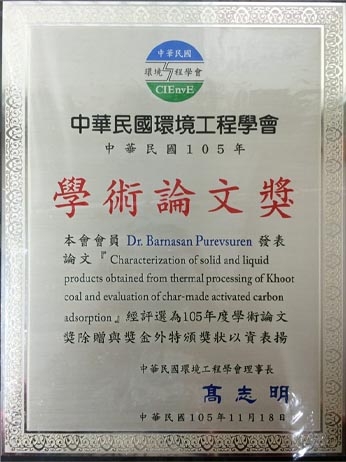 中華民國
環境工程學會
CIEnvE
中華民國環境工程學會
中華民國105年
學術論文獎
本會會員 Dr. Barnasan Purevsuren 發表
論文『Characterization of solid and liquid
products obtained from thermal processing of Khoot
coal and evaluation of char-made activated carbon
adsorption』經評選為105年度學術論文
獎除贈與獎金外特頒獎狀以資表揚
中華民國環境工程學會理事長
高志明
中華民國105年11月18日